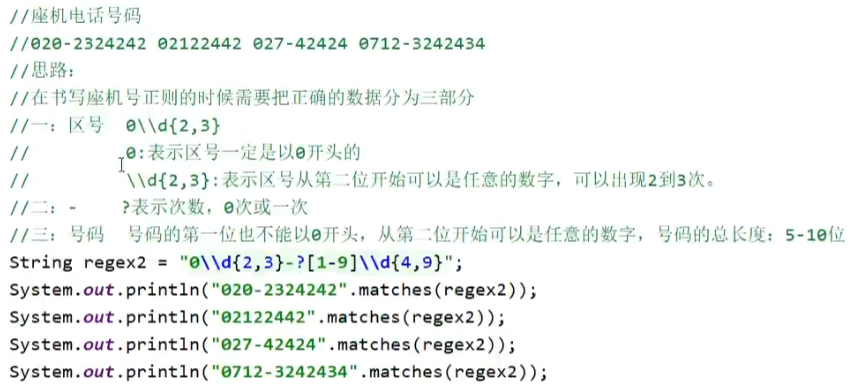 //座机电话号码
//020-2324242 02122442 027-42424 0712-3242434
//思路：
//在书写座机号正则的时候需要把正确的数据分为三部分
//一：区号 0\\d{2,3}
// 0:表示区号一定是以0开头的
// \\d{2,3}:表示区号从第二位开始可以是任意的数字，可以出现2到3次。
//二：- ?表示次数，0次或一次
//三：号码 号码的第一位也不能以0开头，从第二位开始可以是任意的数字，号码的总长度：5-10位
String regex2 = "0\\d{2,3}-?[1-9]\\d{4,9}";
System.out.println("020-2324242".matches(regex2));
System.out.println("02122442".matches(regex2));
System.out.println("027-42424".matches(regex2));
System.out.println("0712-3242434".matches(regex2));